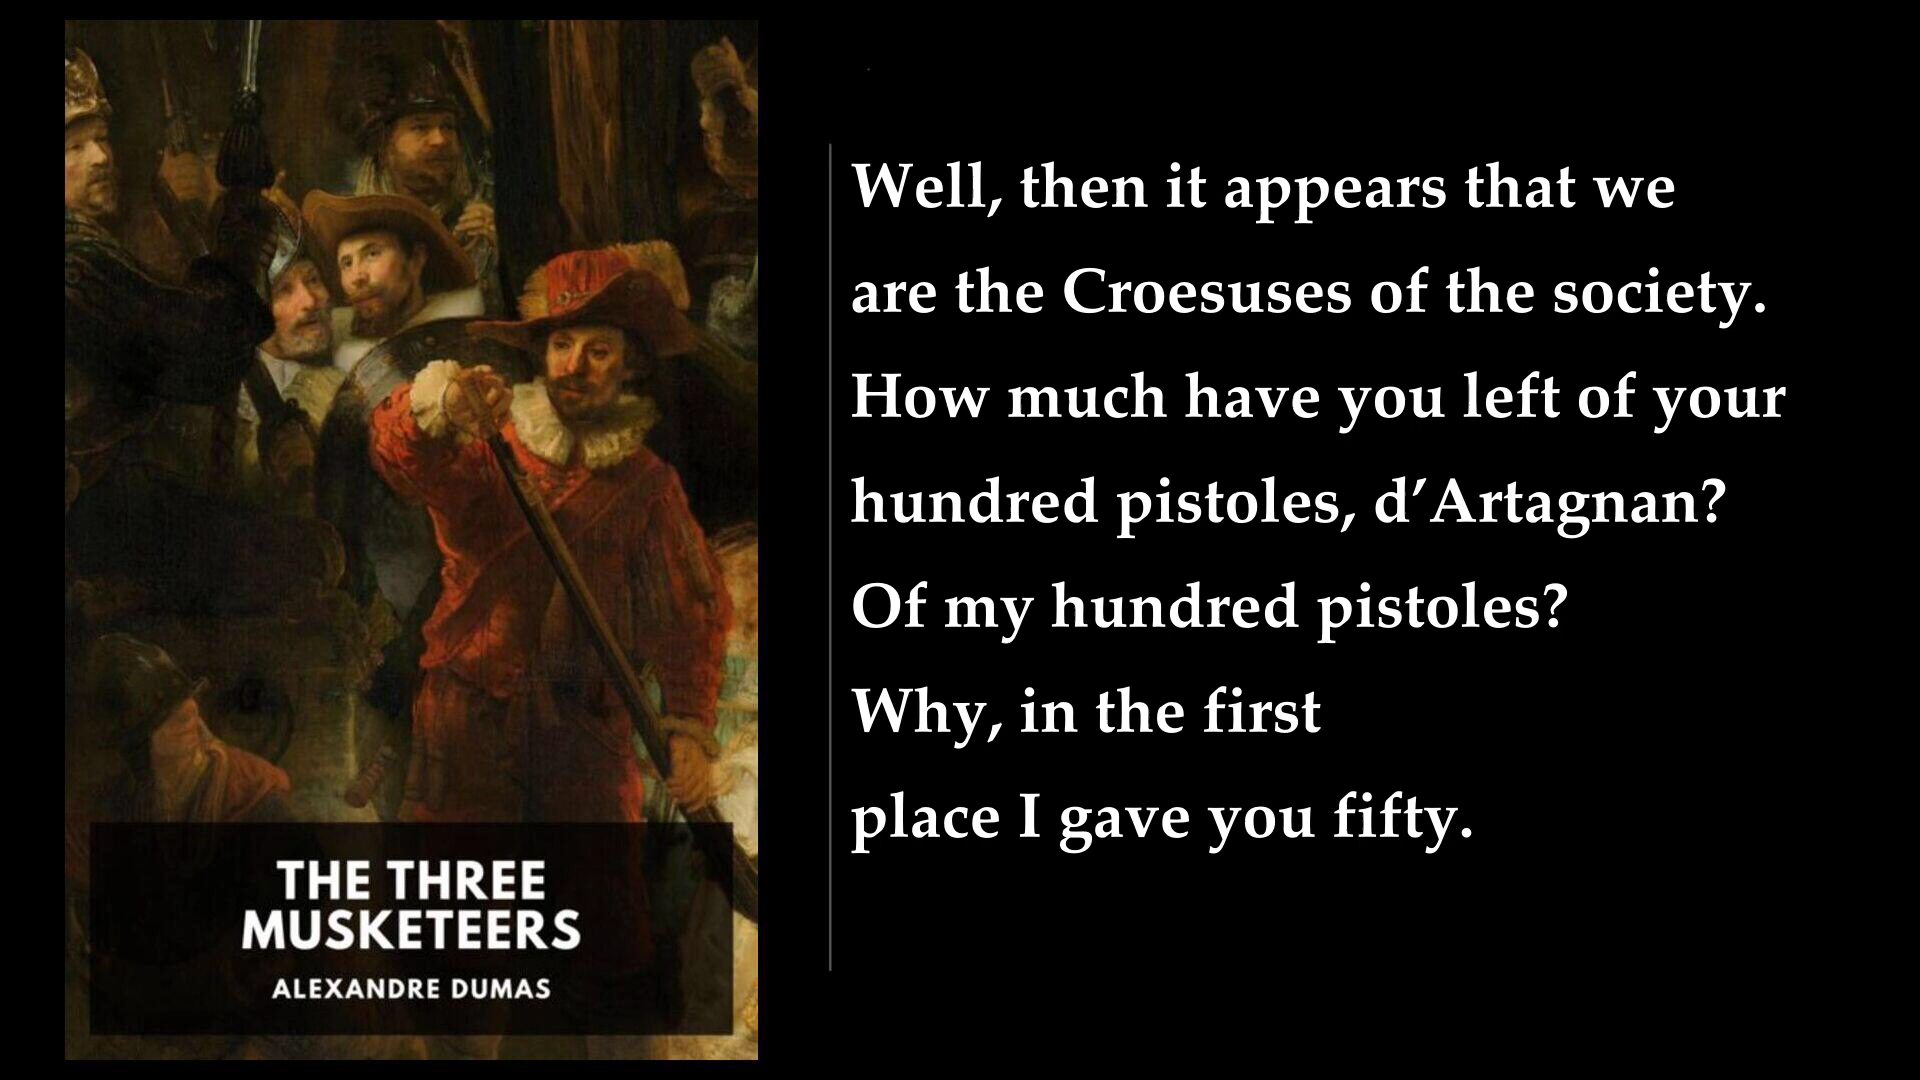 THE THREE
MUSKETEERS
ALEXANDRE DUMAS
Well, then it appears that we
are the Croesuses of the society.
How much have you left of your
hundred pistoles, d’Artagnan?
Of my hundred pistoles?
Why, in the first
place I gave you fifty.